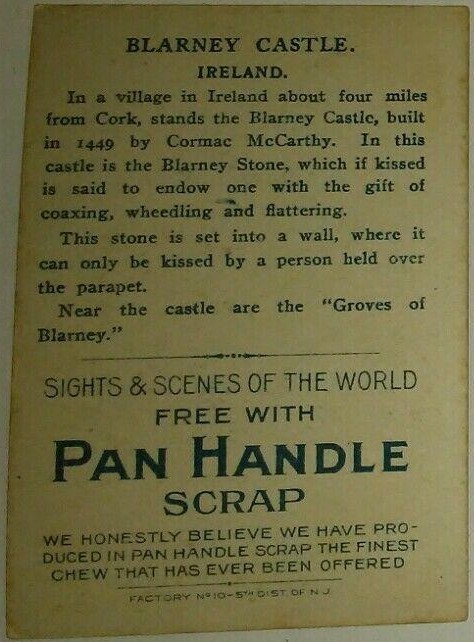 BLARNEY CASTLE.
IRELAND.
In a village in Ireland about four miles
from Cork, stands the Blarney Castle, built
in 1449 by Cormac McCarthy. In this
castle is the Blarney Stone, which if kissed
is said to endow one with the gift of
coaxing, wheedling and flattering.
This stone is set into a wall, where it
can only be kissed by a person held over
the parapet.
Near the castle are the "Groves of
Blarney."
SIGHTS & SCENES OF THE WORLD
FREE WITH
PAN HANDLE
SCRAP
WE HONESTLY BELIEVE WE HAVE PRO-
DUCED IN PAN HANDLE SCRAP THE FINEST
CHEW THAT HAS EVER BEEN OFFERED
FACTORY Nº 10-5TH DIST. OF N J.